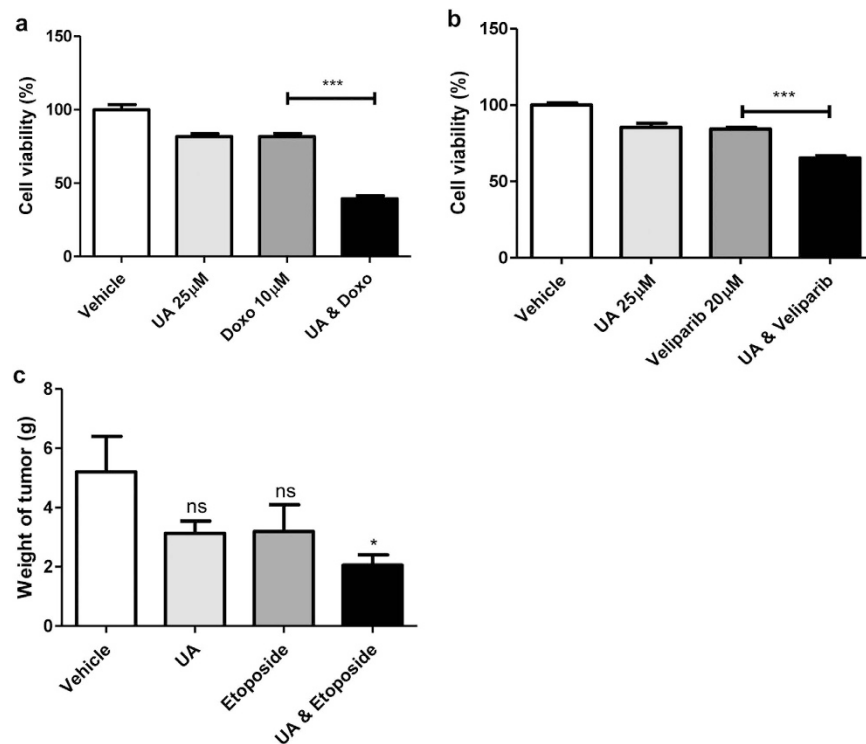 a
Cell viability (%)
150
100
50
0
***
Vehicle
UA 25μM
Doxo 10μM
UA & Doxo
b
Cell viability (%)
150
100
50
0
***
Vehicle
UA 25μM
Veliparib 20μM
UA & Veliparib
c
Weight of tumor (g)
8
6
4
2
0
ns
ns
*
Vehicle
UA
Etoposide
UA & Etoposide